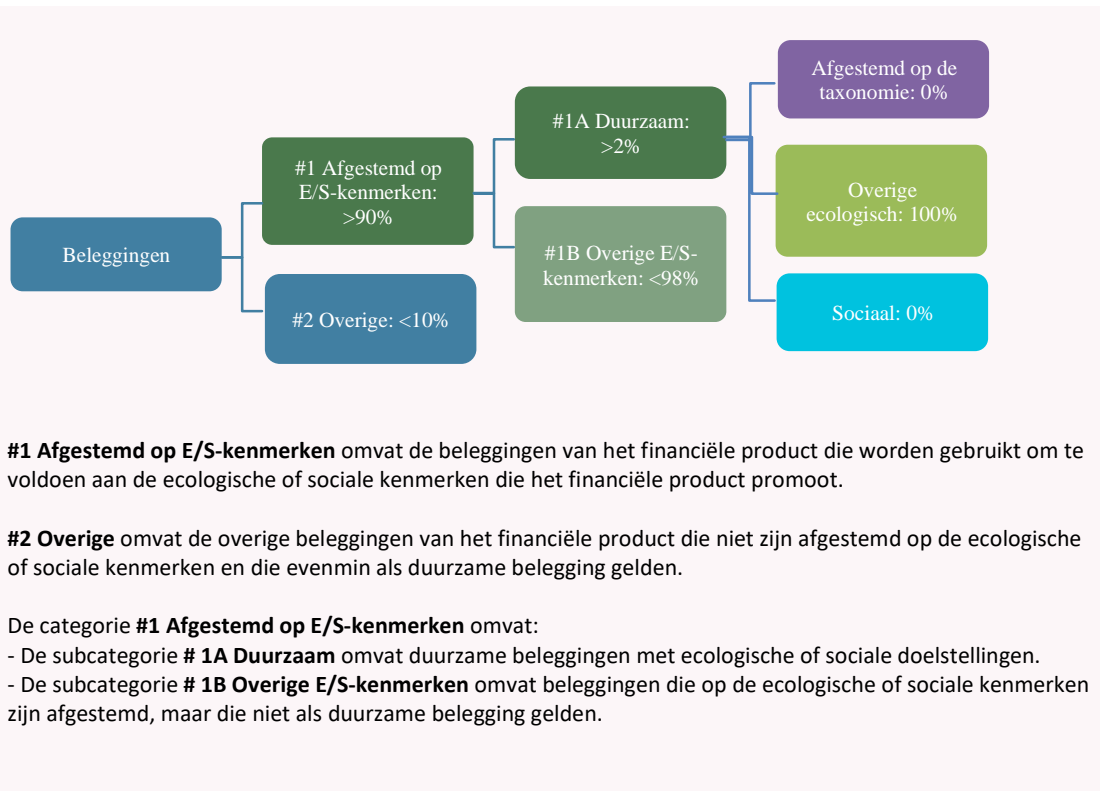 Beleggingen
#1 Afgestemd op
E/S-kenmerken:
>90%
#2 Overige: <10%
#1A Duurzaam:
>2%
#1B Overige E/S-
kenmerken: <98%
Afgestemd op de
taxonomie: 0%
Overige
ecologisch: 100%
Sociaal: 0%
#1 Afgestemd op E/S-kenmerken omvat de beleggingen van het financiële product die worden gebruikt om te
voldoen aan de ecologische of sociale kenmerken die het financiële product promoot.
#2 Overige omvat de overige beleggingen van het financiële product die niet zijn afgestemd op de ecologische
of sociale kenmerken en die evenmin als duurzame belegging gelden.
De categorie #1 Afgestemd op E/S-kenmerken omvat:
- De subcategorie # 1A Duurzaam omvat duurzame beleggingen met ecologische of sociale doelstellingen.
- De subcategorie # 1B Overige E/S-kenmerken omvat beleggingen die op de ecologische of sociale kenmerken
zijn afgestemd, maar die niet als duurzame belegging gelden.